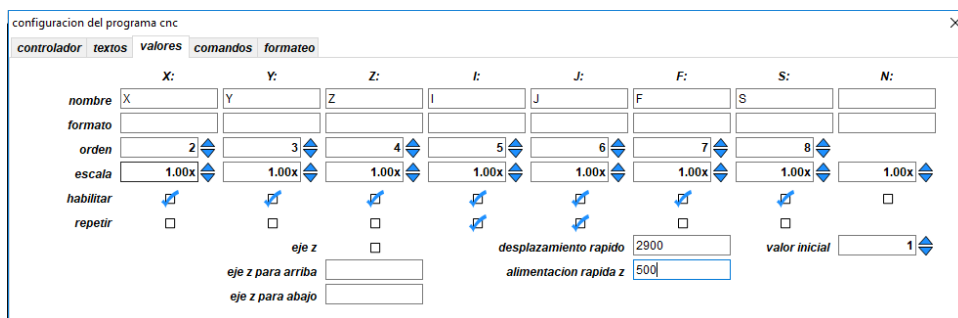 configuracion del programa cnc
controlador textos valores comandos formateo
X: Y: Z: I: J: F: S: N:
nombre X Y Z I J F S
formato
orden 2 3 4 5 6 7 8
escala 1.00x 1.00x 1.00x 1.00x 1.00x 1.00x 1.00x 1.00x
habilitar
repetir
eje z desplazamiento rapido 2900 valor inicial 1
eje z para arriba alimentacion rapida z 500
eje z para abajo